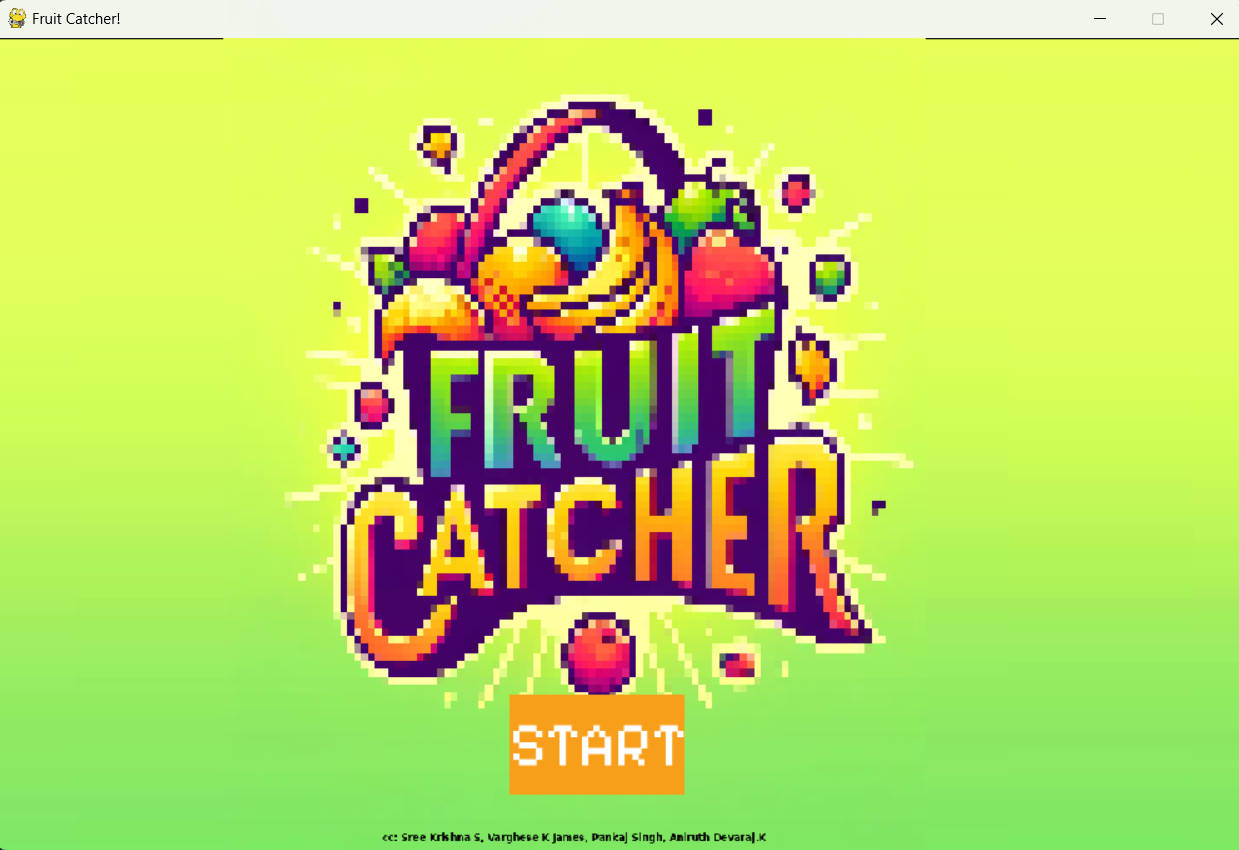 Fruit Catcher!
FRUIT
CATCHER
START
cc: Sree Krishna S, Varghese K James, Pankaj Singh, Aniruth Devaraj.K